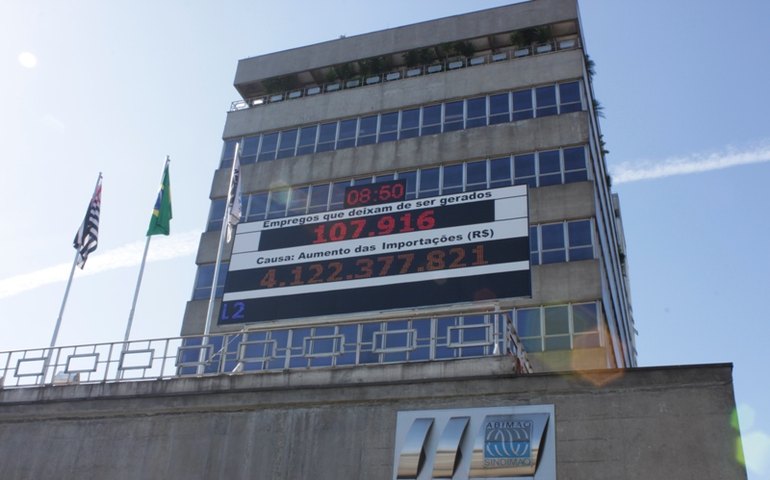 08:50
Empregos que deixam de ser gerados
107.916
Causa: Aumento das Importações (R$)
4.122.377.821
ABIMAQ
SINDIMAQ